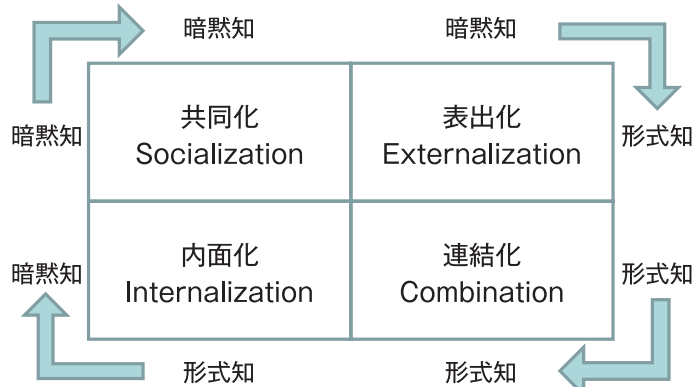 暗黙知 暗黙知
暗黙知 共同化 表出化 形式知
Socialization Externalization
暗黙知 内面化 連結化 形式知
Internalization Combination
形式知 形式知